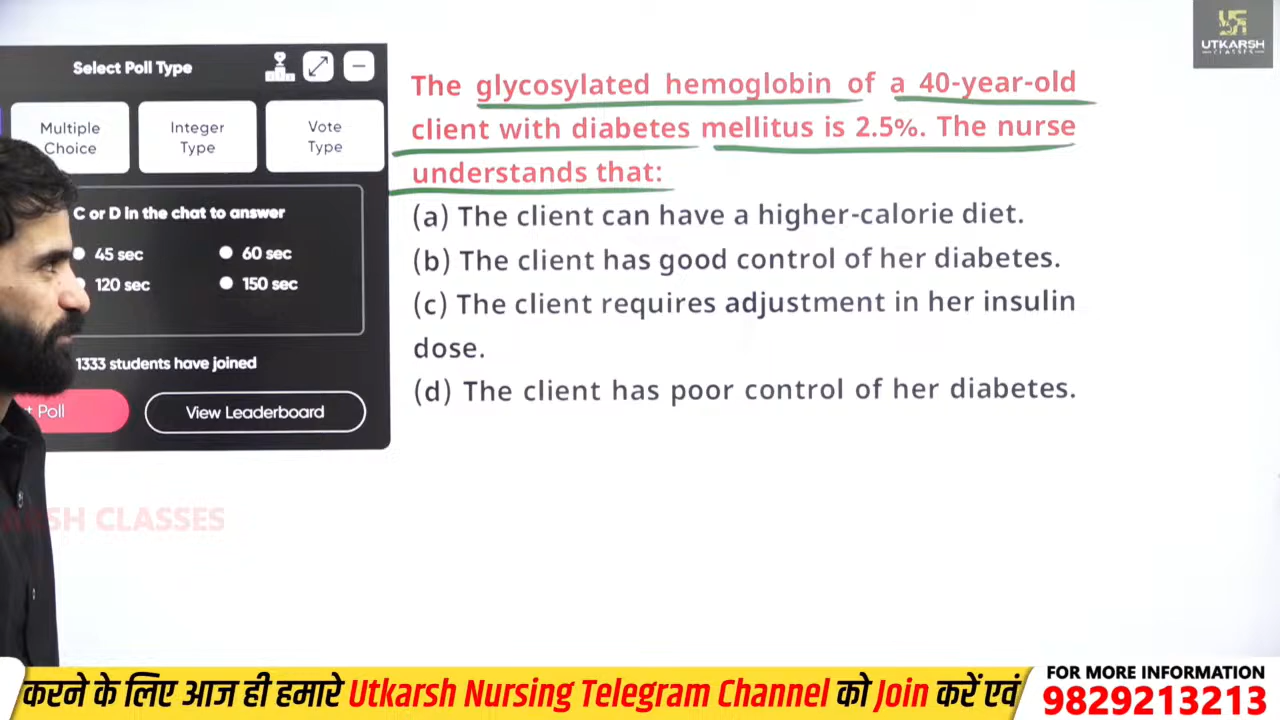 UTKARSH
CLASSES
Select Poll Type
Multiple
Choice
Integer
Type
Vote
Type
C or D in the chat to answer
45 sec
60 sec
120 sec
150 sec
1333 students have joined
Poll
View Leaderboard
The glycosylated hemoglobin of a 40-year-old
client with diabetes mellitus is 2.5%. The nurse
understands that:
(a) The client can have a higher-calorie diet.
(b) The client has good control of her diabetes.
(c) The client requires adjustment in her insulin
dose.
(d) The client has poor control of her diabetes.
ARSH CLASSES
करने के लिए आज ही हमारे Utkarsh Nursing Telegram Channel को Join करें एवं
FOR MORE INFORMATION
9829213213